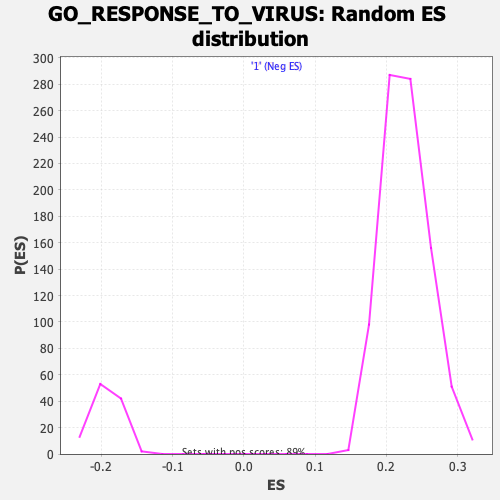 GO_RESPONSE_TO_VIRUS: Random ES
distribution
'1' (Neg ES)
300
280
260
240
220
200
180
160
140
120
100
80
60
40
20
0
P(ES)
Sets with pos scores: 89%
-0.2 -0.1 0.0 0.1 0.2 0.3
ES